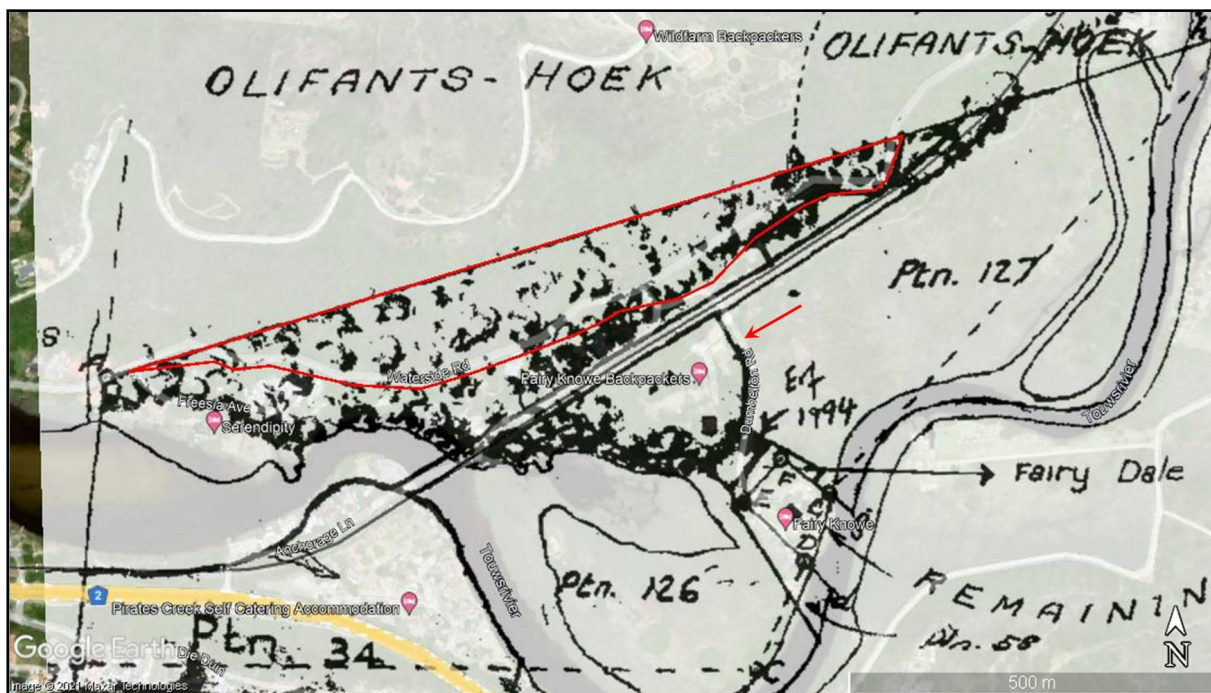 Wildfarm Backpackers
OLIFANTS-HOEK
OLIFANTS-HOEK
Ptn. 127
S
Waterside Rd
Fairy Knowe Backpackers
Dumbelton Rd
Erf
1994
Touwsrivier
Freesia Ave
Serendipity
Fairy Dale
Fairy Knowe
Anchorage Ln
Touwsrivier
Ptn. 126
REMAININ
2
Pirates Creek Self Catering Accommodation
Ptn. 34
Google Earth
Image © 2021 Maxar Technologies
N
500 m